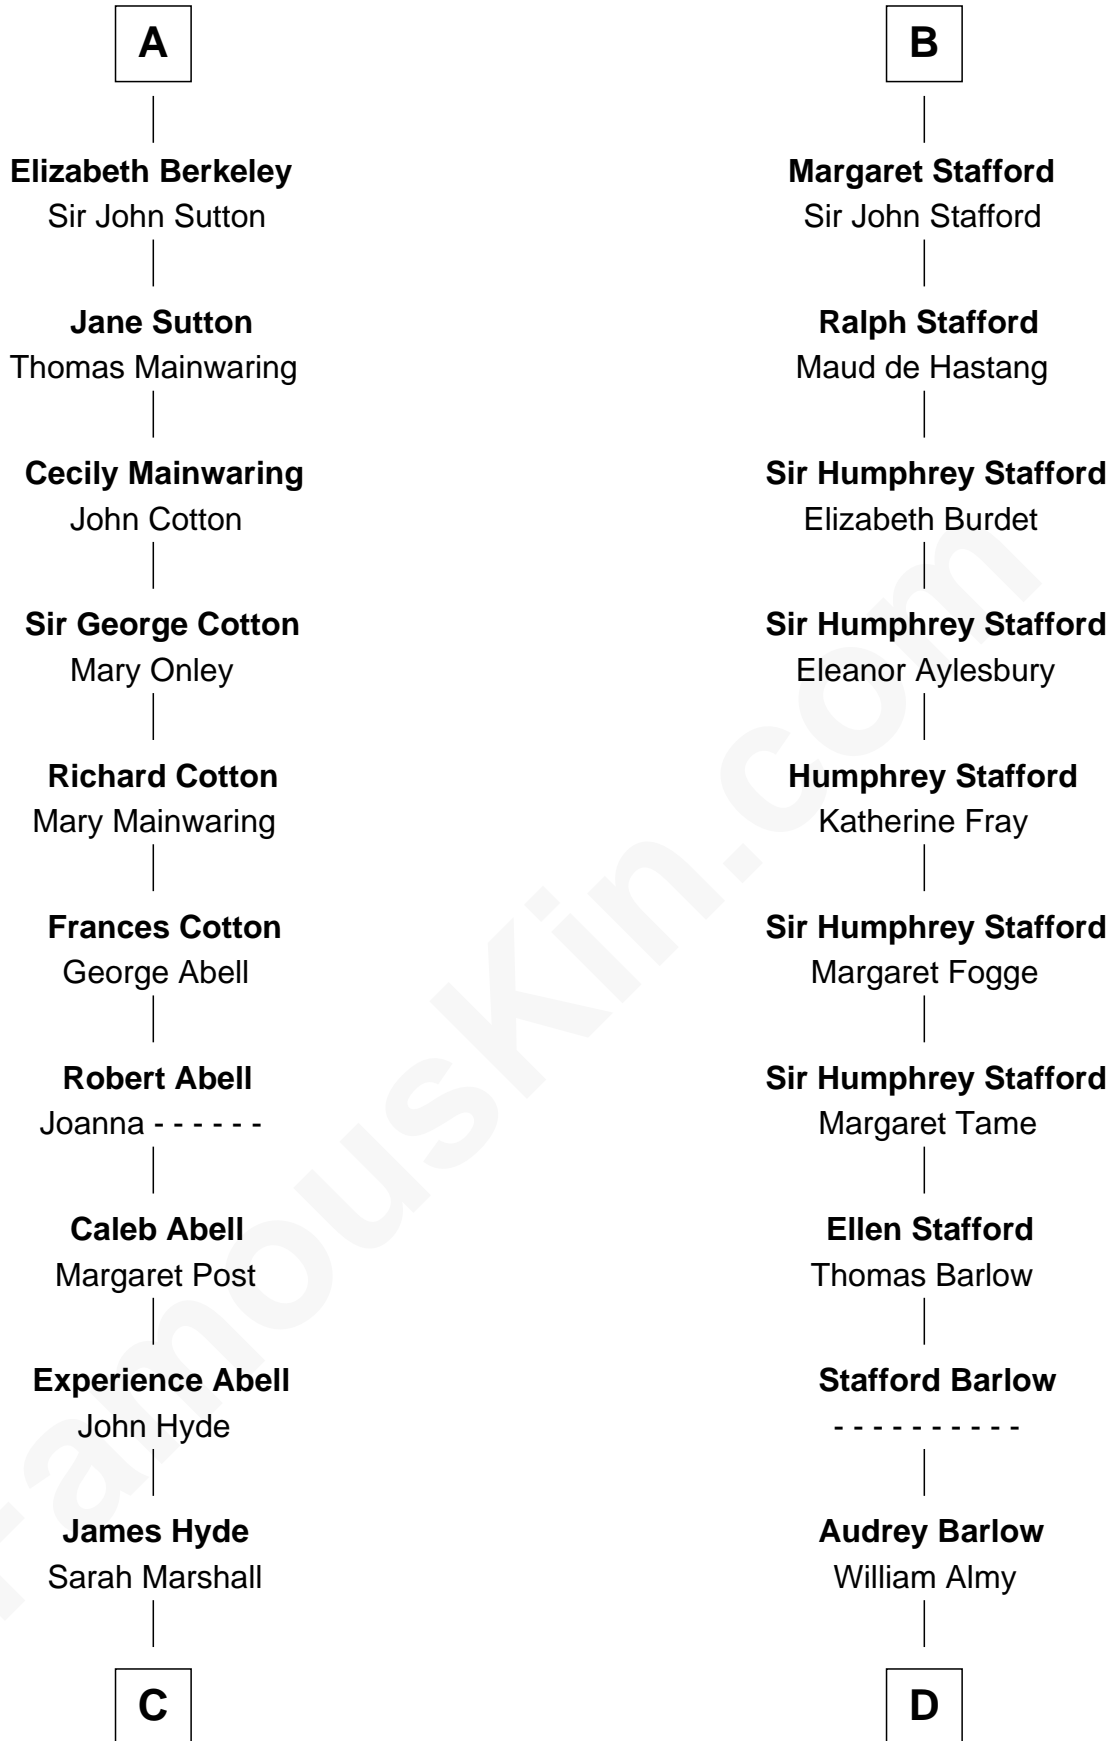 A
Elizabeth Berkeley
Sir John Sutton
Jane Sutton
Thomas Mainwaring
Cecily Mainwaring
John Cotton
Sir George Cotton
Mary Onley
Richard Cotton
Mary Mainwaring
Frances Cotton
George Abell
Robert Abell
Joanna - - - - - -
Caleb Abell
Margaret Post
Experience Abell
John Hyde
James Hyde
Sarah Marshall
C
B
Margaret Stafford
Sir John Stafford
Ralph Stafford
Maud de Hastang
Sir Humphrey Stafford
Elizabeth Burdet
Sir Humphrey Stafford
Eleanor Aylesbury
Humphrey Stafford
Katherine Fray
Sir Humphrey Stafford
Margaret Fogge
Sir Humphrey Stafford
Margaret Tame
Ellen Stafford
Thomas Barlow
Stafford Barlow
- - - - - - - - - -
Audrey Barlow
William Almy
D
FamousKin.com